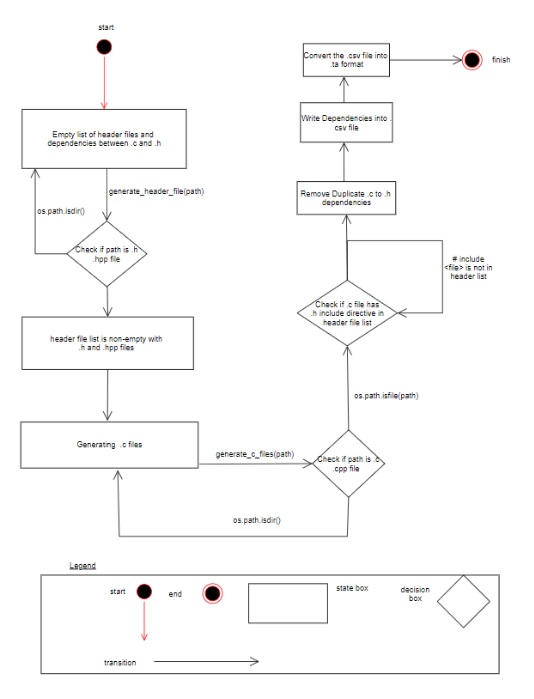 start
Empty list of header files and
dependencies between .c and .h
generate_header_file(path)
os.path.isdir()
Check if path is .h
.hpp file
header file list is non-empty with
.h and .hpp files
Generating .c files
generate_c_files(path)
Check if path is .c
.cpp file
os.path.isdir()
os.path.isfile(path)
Check if .c file has
.h include directive in
header file list
# include
<file> is not in
header list
Remove Duplicate .c to .h
dependencies
Write Dependencies into .
csv file
Convert the .csv file into
.ta format
finish
Legend
start
end
state box
decision
box
transition